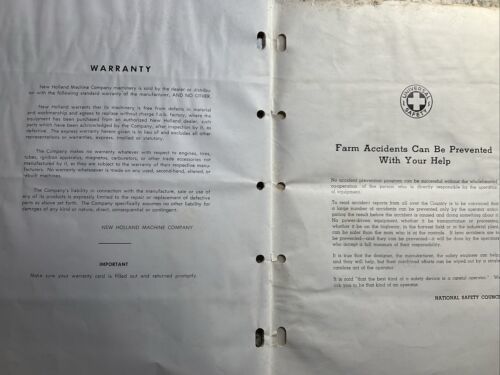 WARRANTY
New Holland Machine Company machinery is sold by the dealer or distribu-
tor with the following standard warranty of the manufacturer, AND NO OTHER.
New Holland warrants that its machinery is free from defects in material
and workmanship and agrees to replace without charge f.o.b. factory, where the
equipment has been purchased from an authorized New Holland dealer, such
parts which have been acknowledged by the Company, after inspection by it, as
defective. The express warranty herein given is in lieu of and excludes all other
representations or warranties, express, implied or statutory.
The Company makes no warranty whatever with respect to engines, tires,
tubes, ignition apparatus, magnetos, carburetors, or other trade accessories not
manufactured by it, as they are subject to the warranty of their respective manu-
facturers. No warranty whatsoever is made on any used, second-hand, altered, or
rebuilt machines.
The Company's liability in connection with the manufacture, sale or use of
any of its products is expressly limited to the repair or replacement of defective
parts as above set forth. The Company specifically assumes no other liability for
damages of any kind or nature, direct, consequential or contingent.
NEW HOLLAND MACHINE COMPANY
IMPORTANT
Make sure your warranty card is filled out and returned promptly.
UNIVERSAL
SAFETY
Farm Accidents Can Be Prevented
With Your Help
No accident prevention program can be successful without the wholehearted
cooperation of the person who is directly responsible for the operation
of equipment.
To read accident reports from all over the Country is to be convinced that
a large number of accidents can be prevented only by the operator antici-
pating the result before the accident is caused and doing something about it.
No power-driven equipment, whether it be transportation or processing,
whether it be on the highway, in the harvest field or in the industrial plant,
can be safer than the man who is at the controls. If farm accidents are to
be prevented—and they can be prevented—it will be done by the operators
who accept a full measure of their responsibility.
It is true that the designer, the manufacturer, the safety engineer can help;
and they will help, but their combined efforts can be wiped out by a single
careless act of the operator.
It is said "that the best kind of a safety device is a careful operator". We
ask you to be that kind of an operator.
NATIONAL SAFETY COUNC